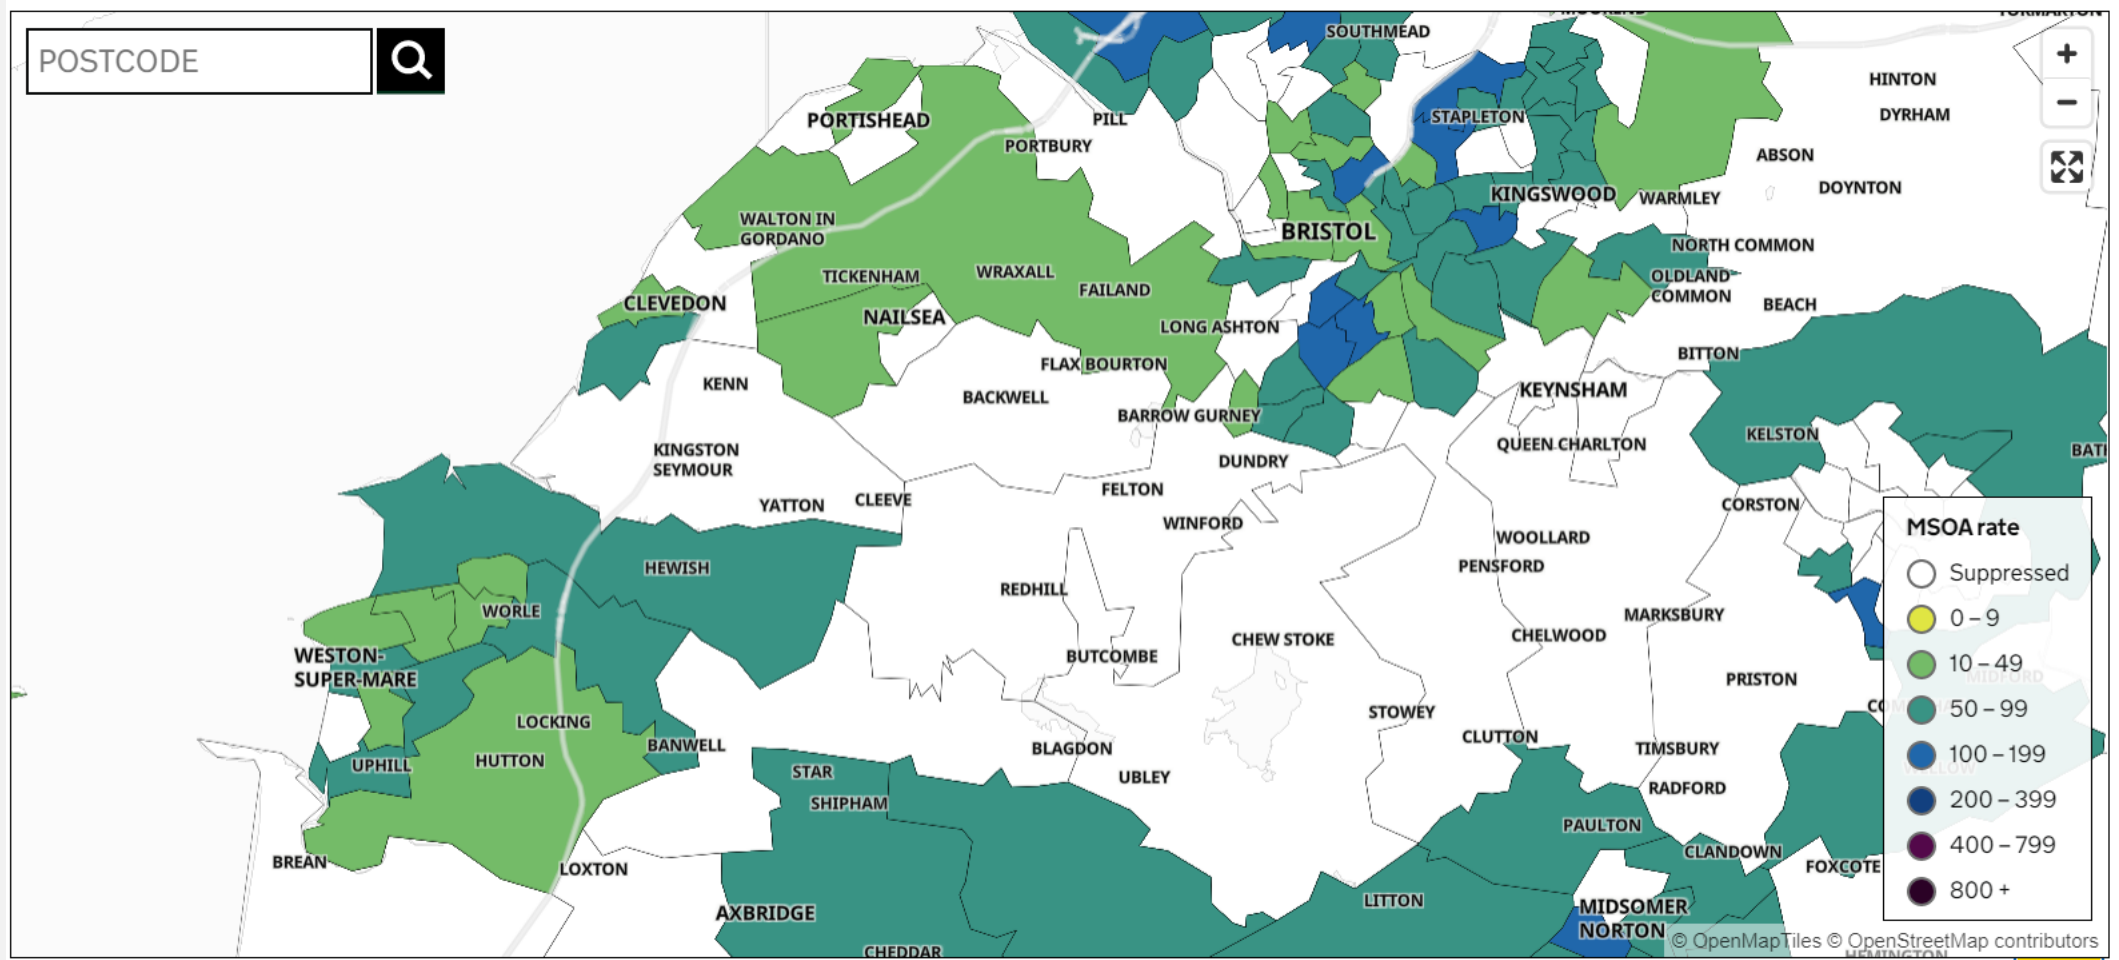 TORMARTON
SOUTHMEAD
POSTCODE
+
HINTON
−
DYRHAM
PORTISHEAD
PILL
STAPLETON
PORTBURY
ABSON
DOYNTON
KINGSWOOD
WARMLEY
WALTON IN
GORDANO
BRISTOL
NORTH COMMON
TICKENHAM
WRAXALL
FAILAND
OLDLAND
COMMON
CLEVEDON
BEACH
NAILSEA
LONG ASHTON
BITTON
FLAX BOURTON
KENN
BACKWELL
KEYNSHAM
BARROW GURNEY
KELSTON
QUEEN CHARLTON
KINGSTON
SEYMOUR
BATH
DUNDRY
FELTON
YATTON
CLEEVE
CORSTON
WINFORD
WOOLLARD
HEWISH
PENSFORD
REDHILL
WORLE
MARKSBURY
CHEW STOKE
CHELWOOD
WESTON-
SUPER-MARE
BUTCOMBE
PRISTON
STOWEY
LOCKING
CLUTTON
BANWELL
BLAGDON
TIMSBURY
HUTTON
UPHILL
STAR
UBLEY
RADFORD
SHIPHAM
PAULTON
CLANDOWN
BREAN
LOXTON
FOXCOTE
LITTON
AXBRIDGE
MIDSOMER
NORTON
CHEDDAR
HEMINGTON
MSOA rate
Suppressed
0 – 9
10 – 49
MIDFORD
50 – 99
100 – 199
200 – 399
400 – 799
800 +
© OpenMapTiles © OpenStreetMap contributors